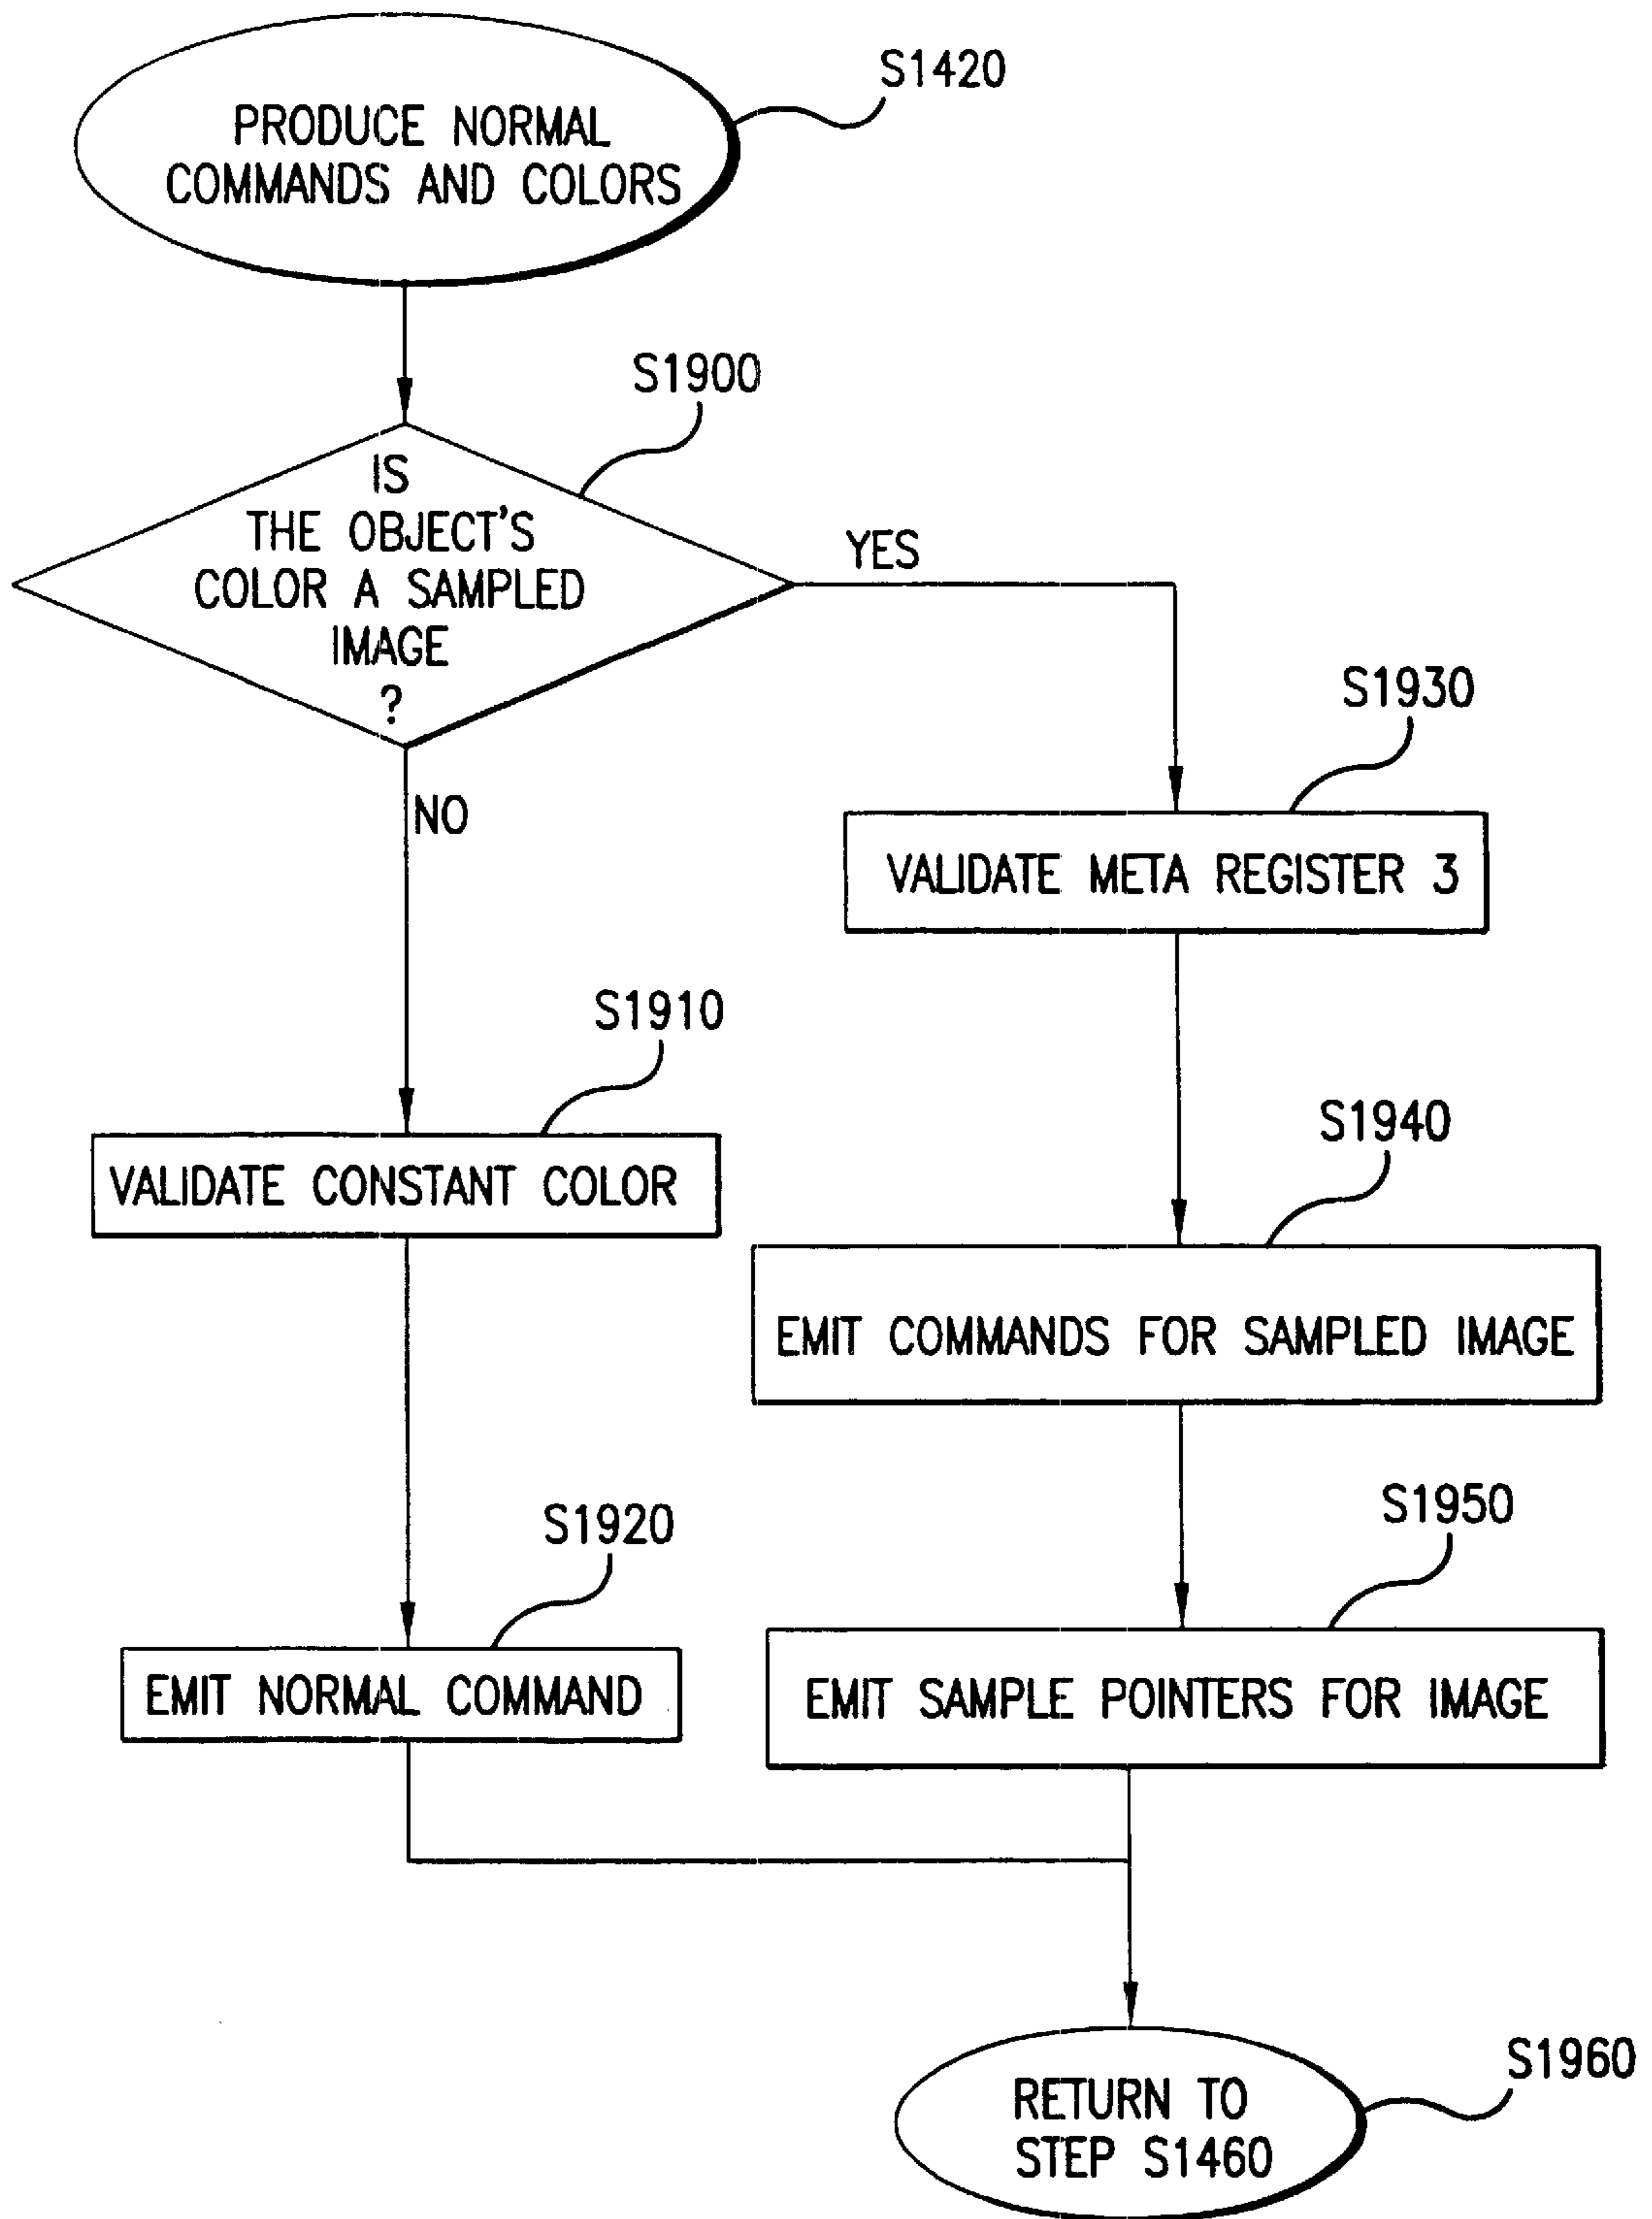 S1420
PRODUCE NORMAL
COMMANDS AND COLORS
S1900
IS
THE OBJECT'S
COLOR A SAMPLED
IMAGE
?
YES
NO
S1930
VALIDATE META REGISTER 3
S1910
VALIDATE CONSTANT COLOR
S1940
EMIT COMMANDS FOR SAMPLED IMAGE
S1920
EMIT NORMAL COMMAND
S1950
EMIT SAMPLE POINTERS FOR IMAGE
S1960
RETURN TO
STEP S1460